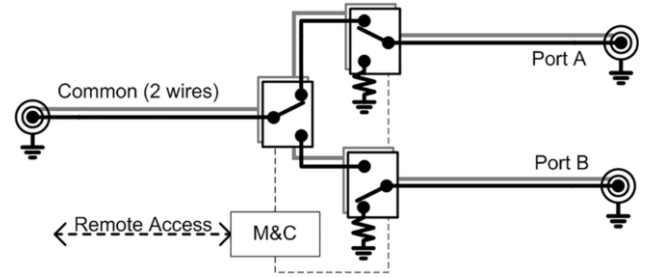 Common (2 wires)
Port A
Port B
Remote Access
M&C